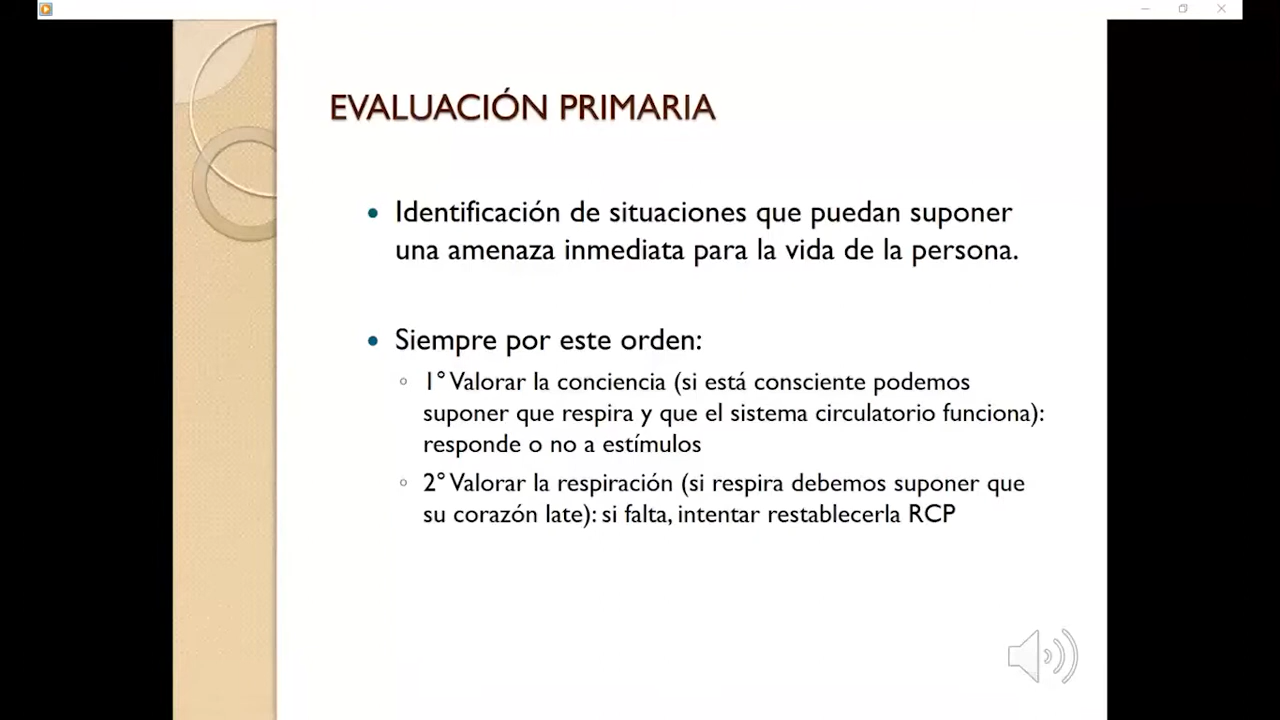 EVALUACIÓN PRIMARIA
• Identificación de situaciones que puedan suponer
una amenaza inmediata para la vida de la persona.
• Siempre por este orden:
◦ 1° Valorar la conciencia (si está consciente podemos
suponer que respira y que el sistema circulatorio funciona):
responde o no a estímulos
◦ 2° Valorar la respiración (si respira debemos suponer que
su corazón late): si falta, intentar restablecerla RCP